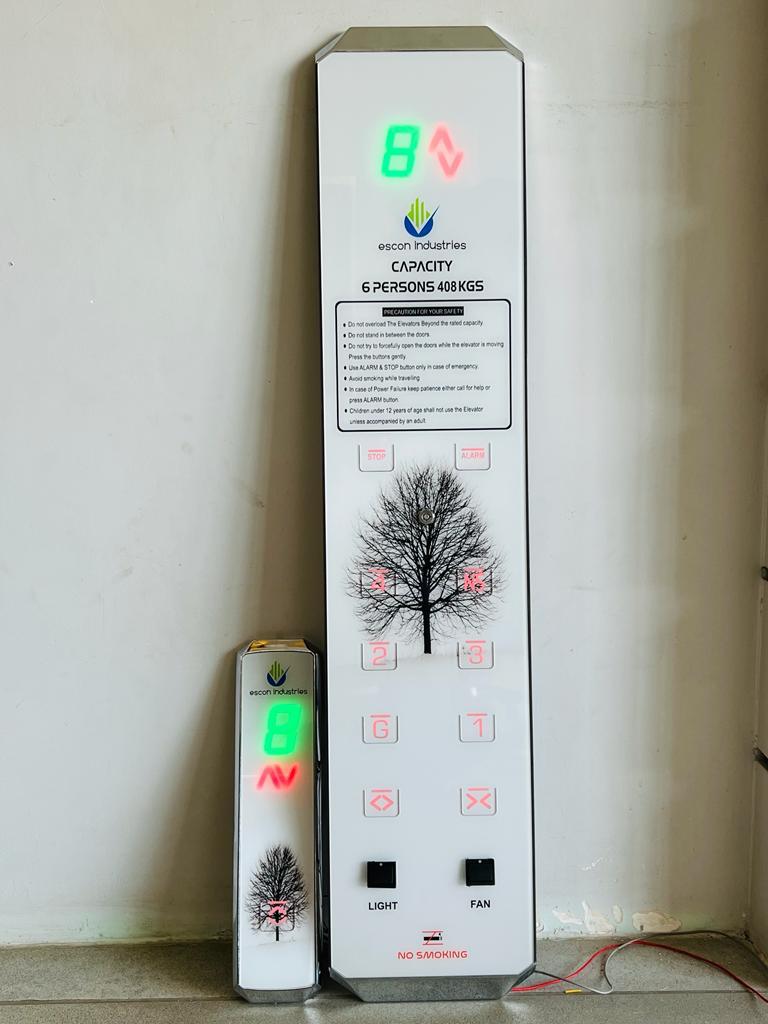 8
escon industries
CAPACITY
6 PERSONS 408 KGS
PRECAUTION FOR YOUR SAFETY
Do not overload The Elevators Beyond the rated capacity.
Do not stand in between the doors.
Do not try to forcefully open the doors while the elevator is moving
Press the buttons gently.
Use ALARM & STOP button only in case of emergency.
Avoid smoking while travelling
In case of Power Failure keep patience either call for help or
press ALARM button.
Children under 12 years of age shall not use the Elevator
unless accompanied by an adult.
STOP ALARM
2 3
G 1
<> ><
LIGHT FAN
NO SMOKING
escon industries
8